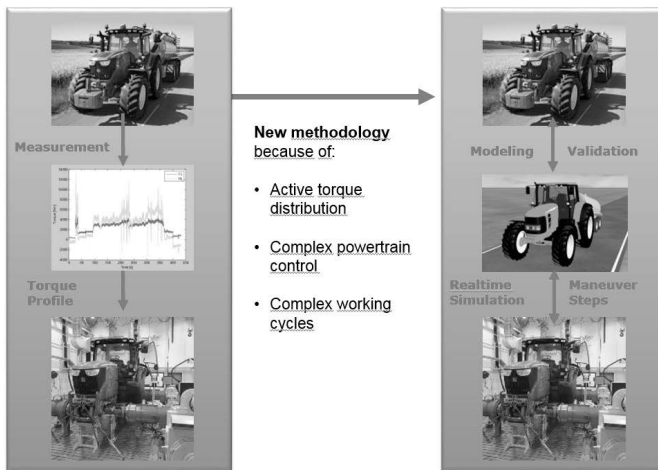 Measurement
Torque
Profile
New methodology
because of:
• Active torque
distribution
• Complex powertrain
control
• Complex working
cycles
Modeling Validation
Realtime Maneuver
Simulation Steps